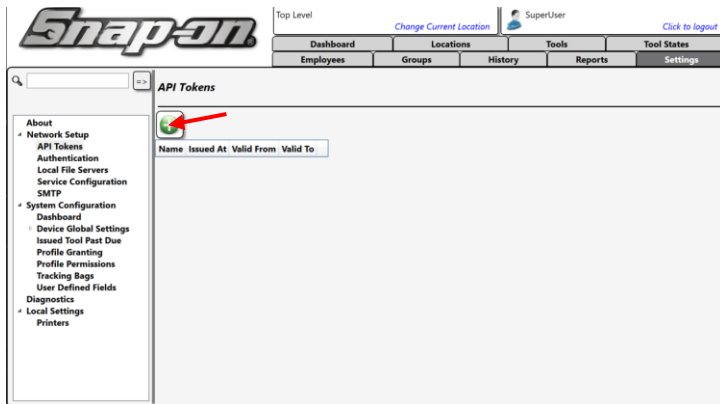 Snap-on
Top Level
Change Current Location
SuperUser
Click to logout
Dashboard Locations Tools Tool States
Employees Groups History Reports Settings
=>
API Tokens
Name Issued At Valid From Valid To
About
Network Setup
API Tokens
Authentication
Local File Servers
Service Configuration
SMTP
System Configuration
Dashboard
Device Global Settings
Issued Tool Past Due
Profile Granting
Profile Permissions
Tracking Bags
User Defined Fields
Diagnostics
Local Settings
Printers